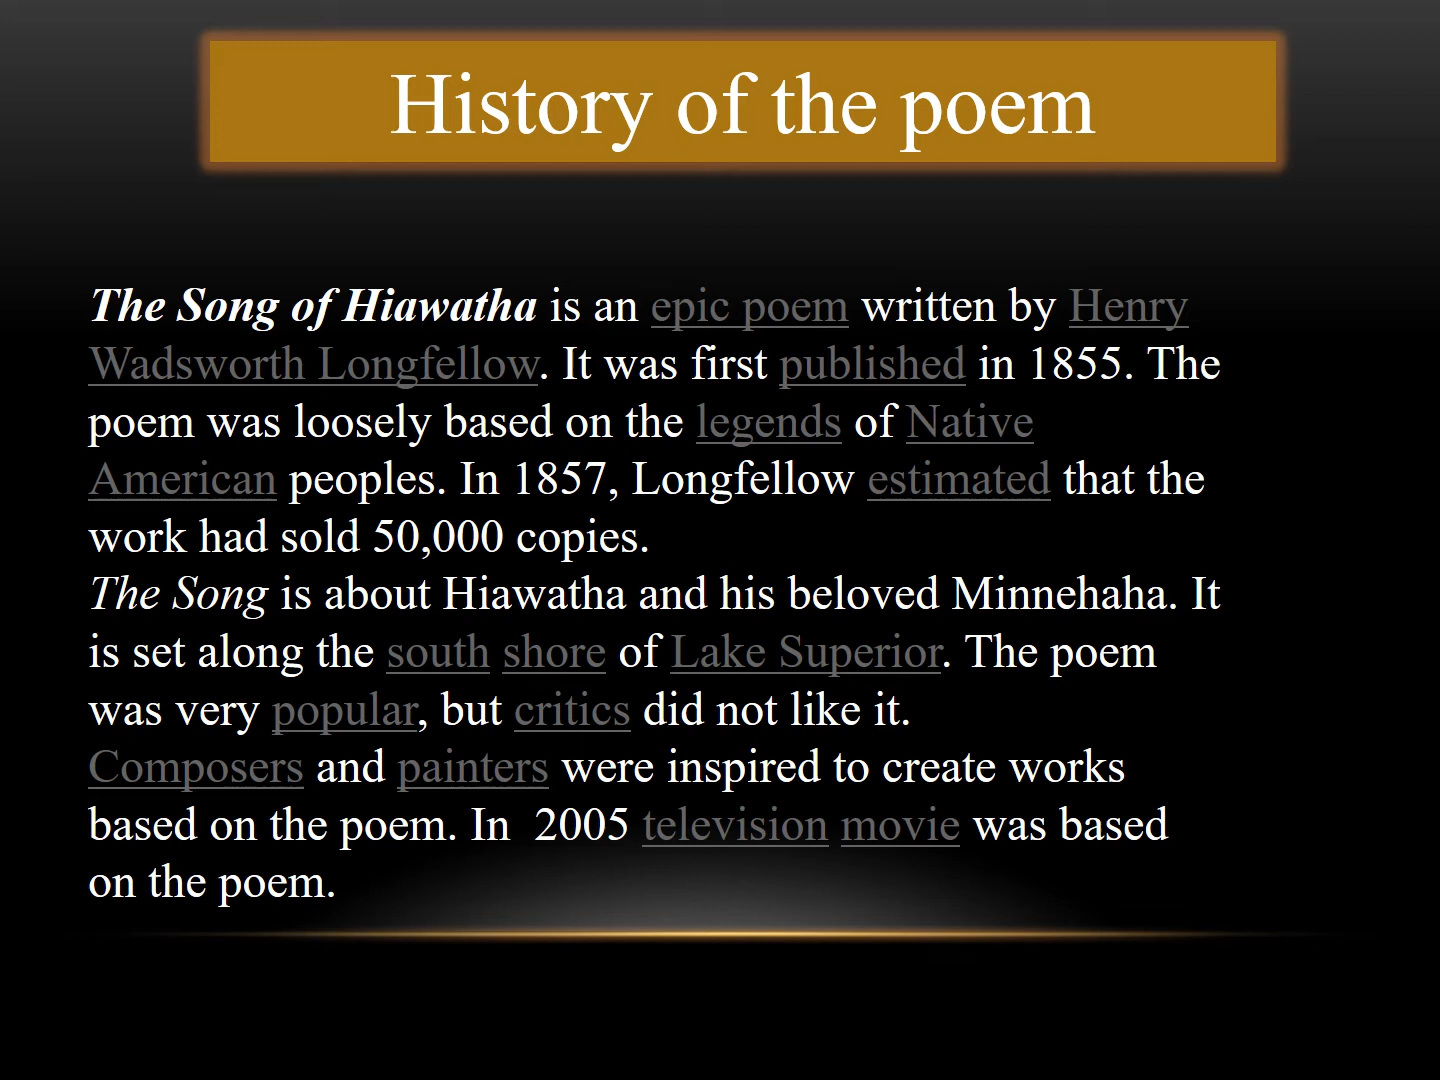 History of the poem
The Song of Hiawatha is an epic poem written by Henry
Wadsworth Longfellow. It was first published in 1855. The
poem was loosely based on the legends of Native
American peoples. In 1857, Longfellow estimated that the
work had sold 50,000 copies.
The Song is about Hiawatha and his beloved Minnehaha. It
is set along the south shore of Lake Superior. The poem
was very popular, but critics did not like it.
Composers and painters were inspired to create works
based on the poem. In  2005 television movie was based
on the poem.